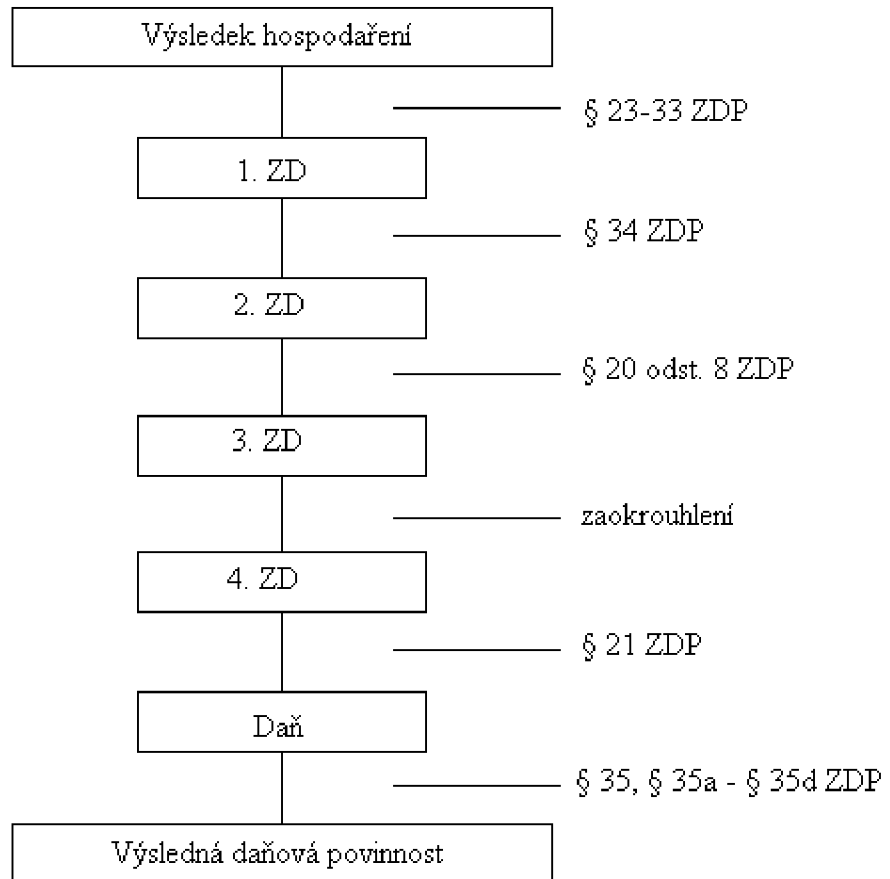 Výsledek hospodaření
§ 23-33 ZDP
1. ZD
§ 34 ZDP
2. ZD
§ 20 odst. 8 ZDP
3. ZD
zaokrouhlení
4. ZD
§ 21 ZDP
Daň
§ 35, § 35a - § 35d ZDP
Výsledná daňová povinnost